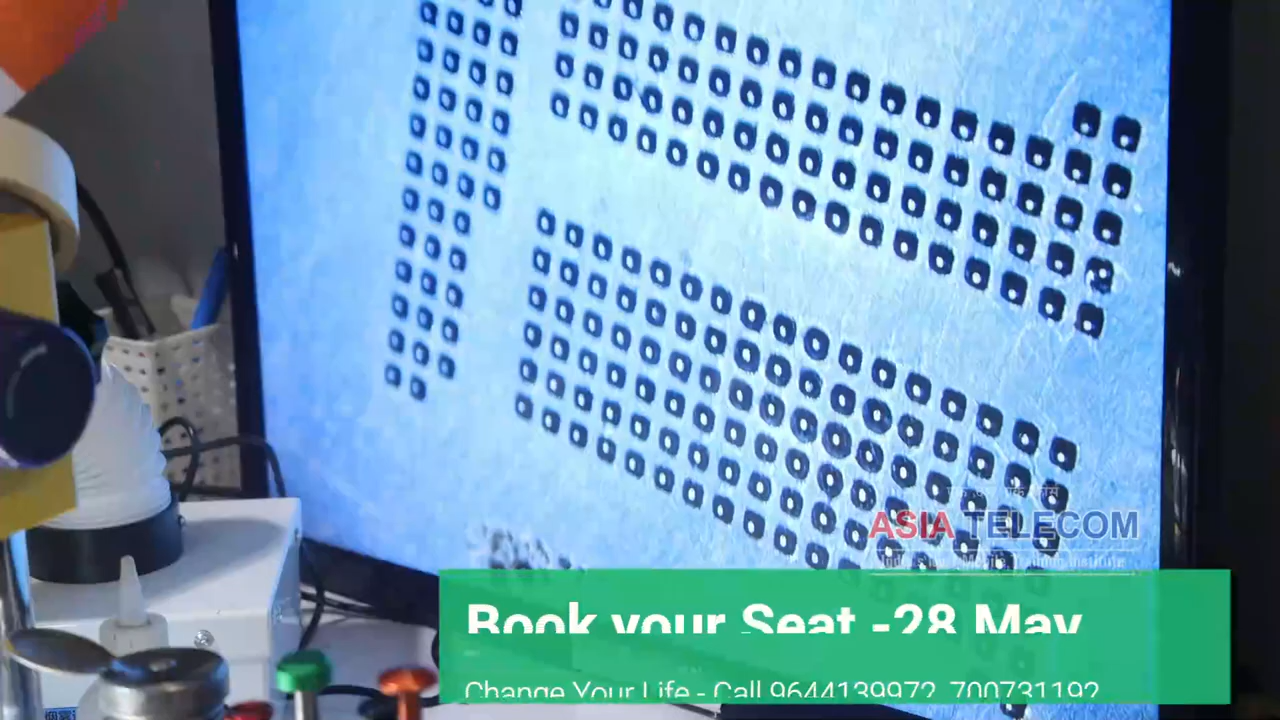 ASIA TELECOM
Book your Seat -28 May
Change Your Life - Call 9644139972, 700731192